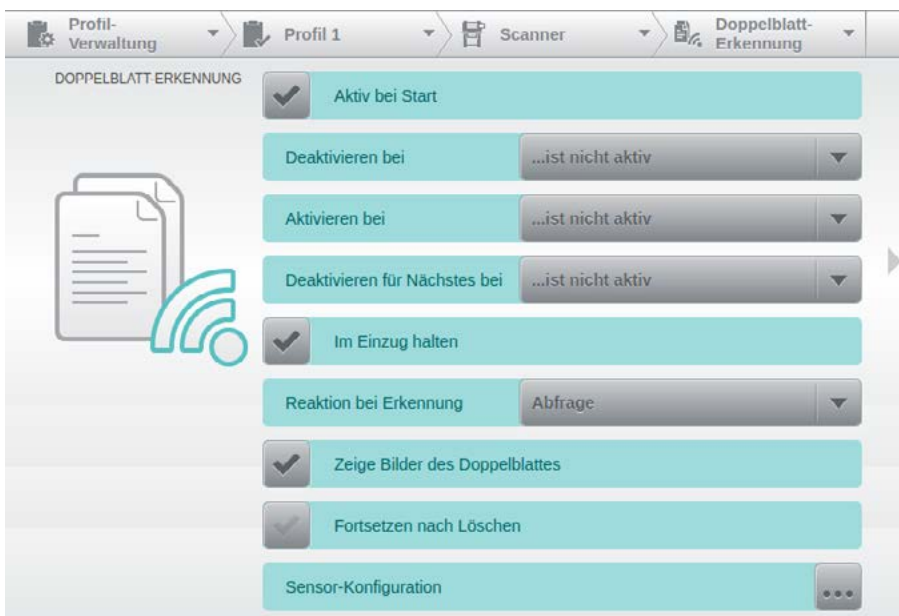 Profil-
Verwaltung
Profil 1
Scanner
Doppelblatt-
Erkennung
DOPPELBLATT-ERKENNUNG
Aktiv bei Start
Deaktivieren bei
...ist nicht aktiv
Aktivieren bei
...ist nicht aktiv
Deaktivieren für Nächstes bei
...ist nicht aktiv
Im Einzug halten
Reaktion bei Erkennung
Abfrage
Zeige Bilder des Doppelblattes
Fortsetzen nach Löschen
Sensor-Konfiguration
...